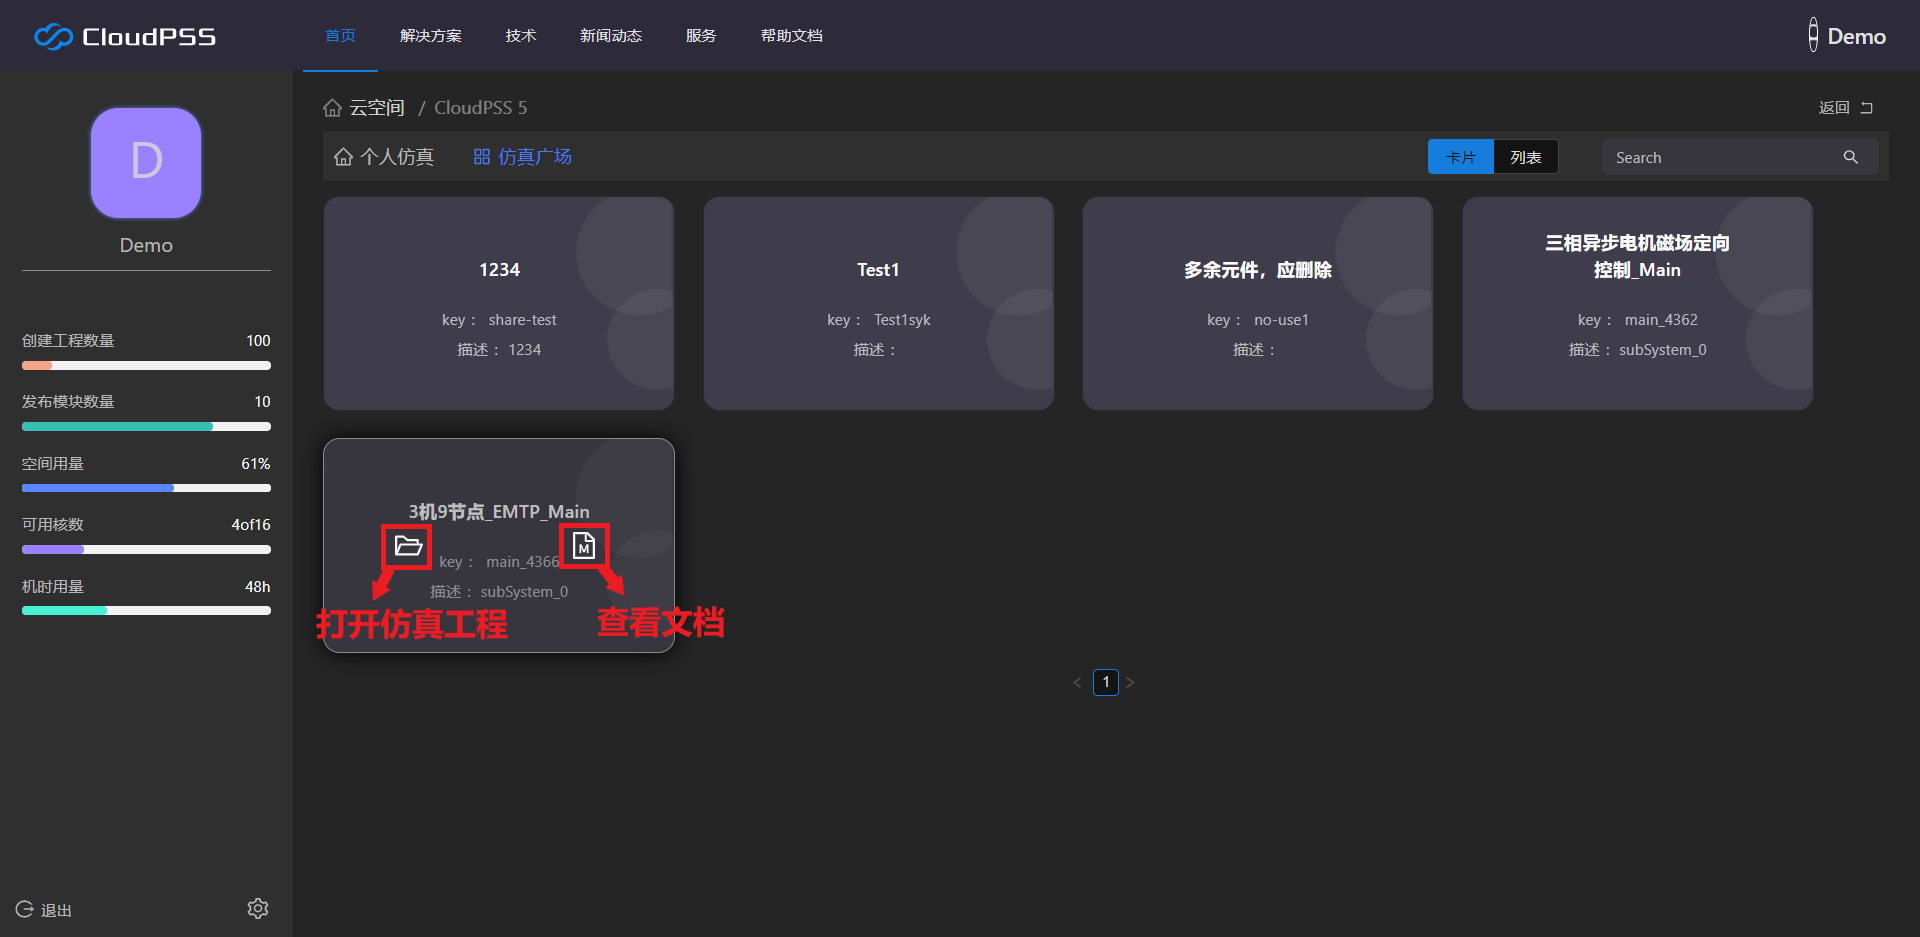 CloudPSS
首页 解决方案 技术 新闻动态 服务 帮助文档
Demo
D
Demo
创建工程数量 100
发布模块数量 10
空间用量 61%
可用核数 4of16
机时用量 48h
退出
云空间 / CloudPSS 5
返回
个人仿真 仿真广场
卡片 列表
Search
1234
key： share-test
描述： 1234
Test1
key： Test1syk
描述：
多余元件，应删除
key： no-use1
描述：
三相异步电机磁场定向
控制_Main
key： main_4362
描述： subSystem_0
3机9节点_EMTP_Main
M
key： main_4366
描述： subSystem_0
打开仿真工程
查看文档
< 1 >